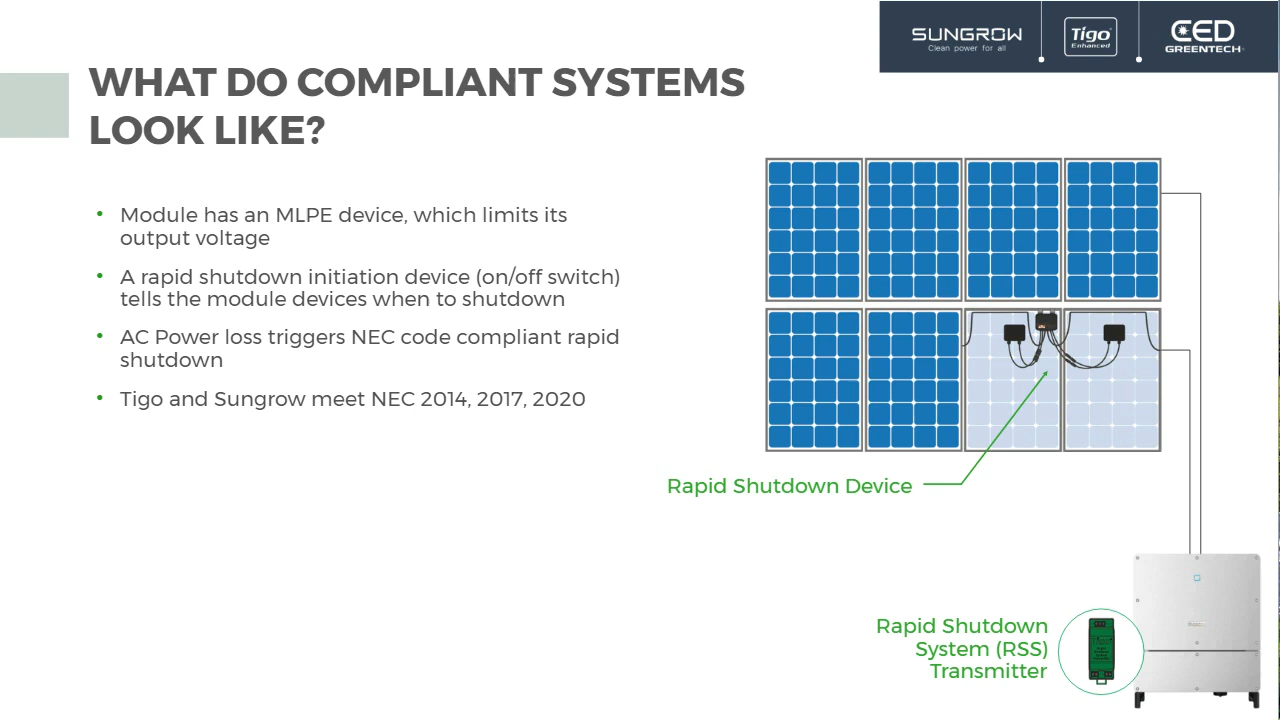 SUNGROW
Clean power for all
Tigo
Enhanced
CED
GREENTECH
WHAT DO COMPLIANT SYSTEMS
LOOK LIKE?
• Module has an MLPE device, which limits its
output voltage
• A rapid shutdown initiation device (on/off switch)
tells the module devices when to shutdown
• AC Power loss triggers NEC code compliant rapid
shutdown
• Tigo and Sungrow meet NEC 2014, 2017, 2020
Rapid Shutdown Device
Rapid Shutdown
System (RSS)
Transmitter